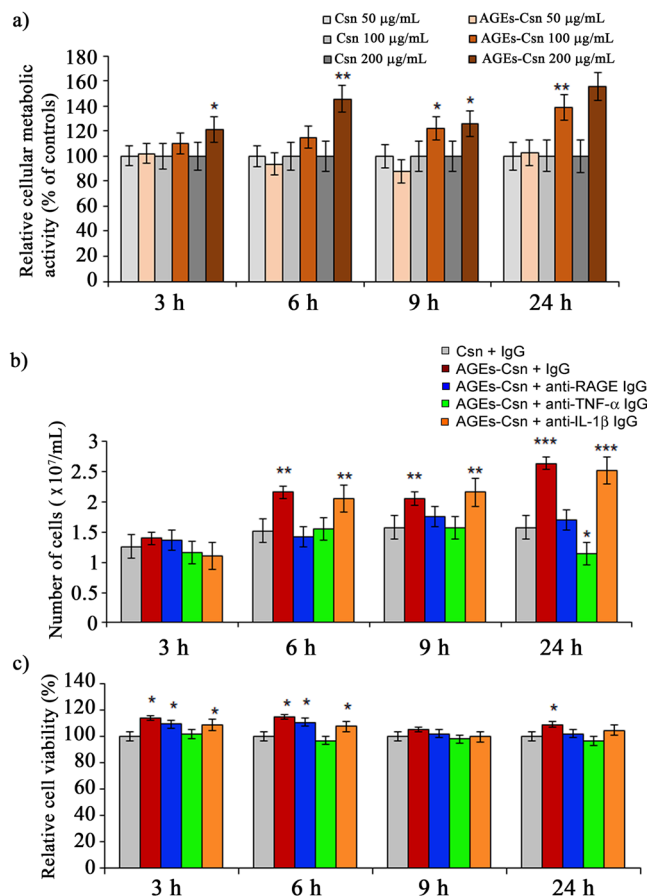 a)
Csn 50 µg/mL
AGEs-Csn 50 µg/mL
Csn 100 µg/mL
AGEs-Csn 100 µg/mL
Csn 200 µg/mL
AGEs-Csn 200 µg/mL
Relative cellular metabolic
activity (% of controls)
180
160
140
120
100
80
60
40
20
0
*
**
*
*
**
3 h
6 h
9 h
24 h
b)
Csn + IgG
AGEs-Csn + IgG
AGEs-Csn + anti-RAGE IgG
AGEs-Csn + anti-TNF-α IgG
AGEs-Csn + anti-IL-1β IgG
Number of cells ( x 10⁷/mL)
3
2.5
2
1.5
1
0.5
0
**
**
**
**
***
*
***
3 h
6 h
9 h
24 h
c)
Relative cell viability (%)
140
120
100
80
60
40
20
0
*
*
*
*
*
*
*
3 h
6 h
9 h
24 h